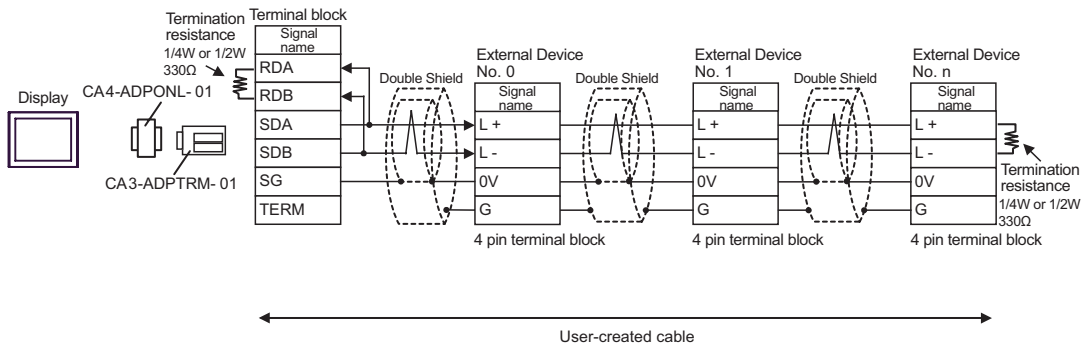 Termination
resistance
1/4W or 1/2W
330Ω
Terminal block
Signal
name
RDA
RDB
SDA
SDB
SG
TERM
Display
CA4-ADPONL- 01
CA3-ADPTRM- 01
Double Shield
External Device
No. 0
Signal
name
L +
L -
0V
G
4 pin terminal block
Double Shield
External Device
No. 1
Signal
name
L +
L -
0V
G
4 pin terminal block
Double Shield
External Device
No. n
Signal
name
L +
L -
0V
G
4 pin terminal block
Termination
resistance
1/4W or 1/2W
330Ω
User-created cable